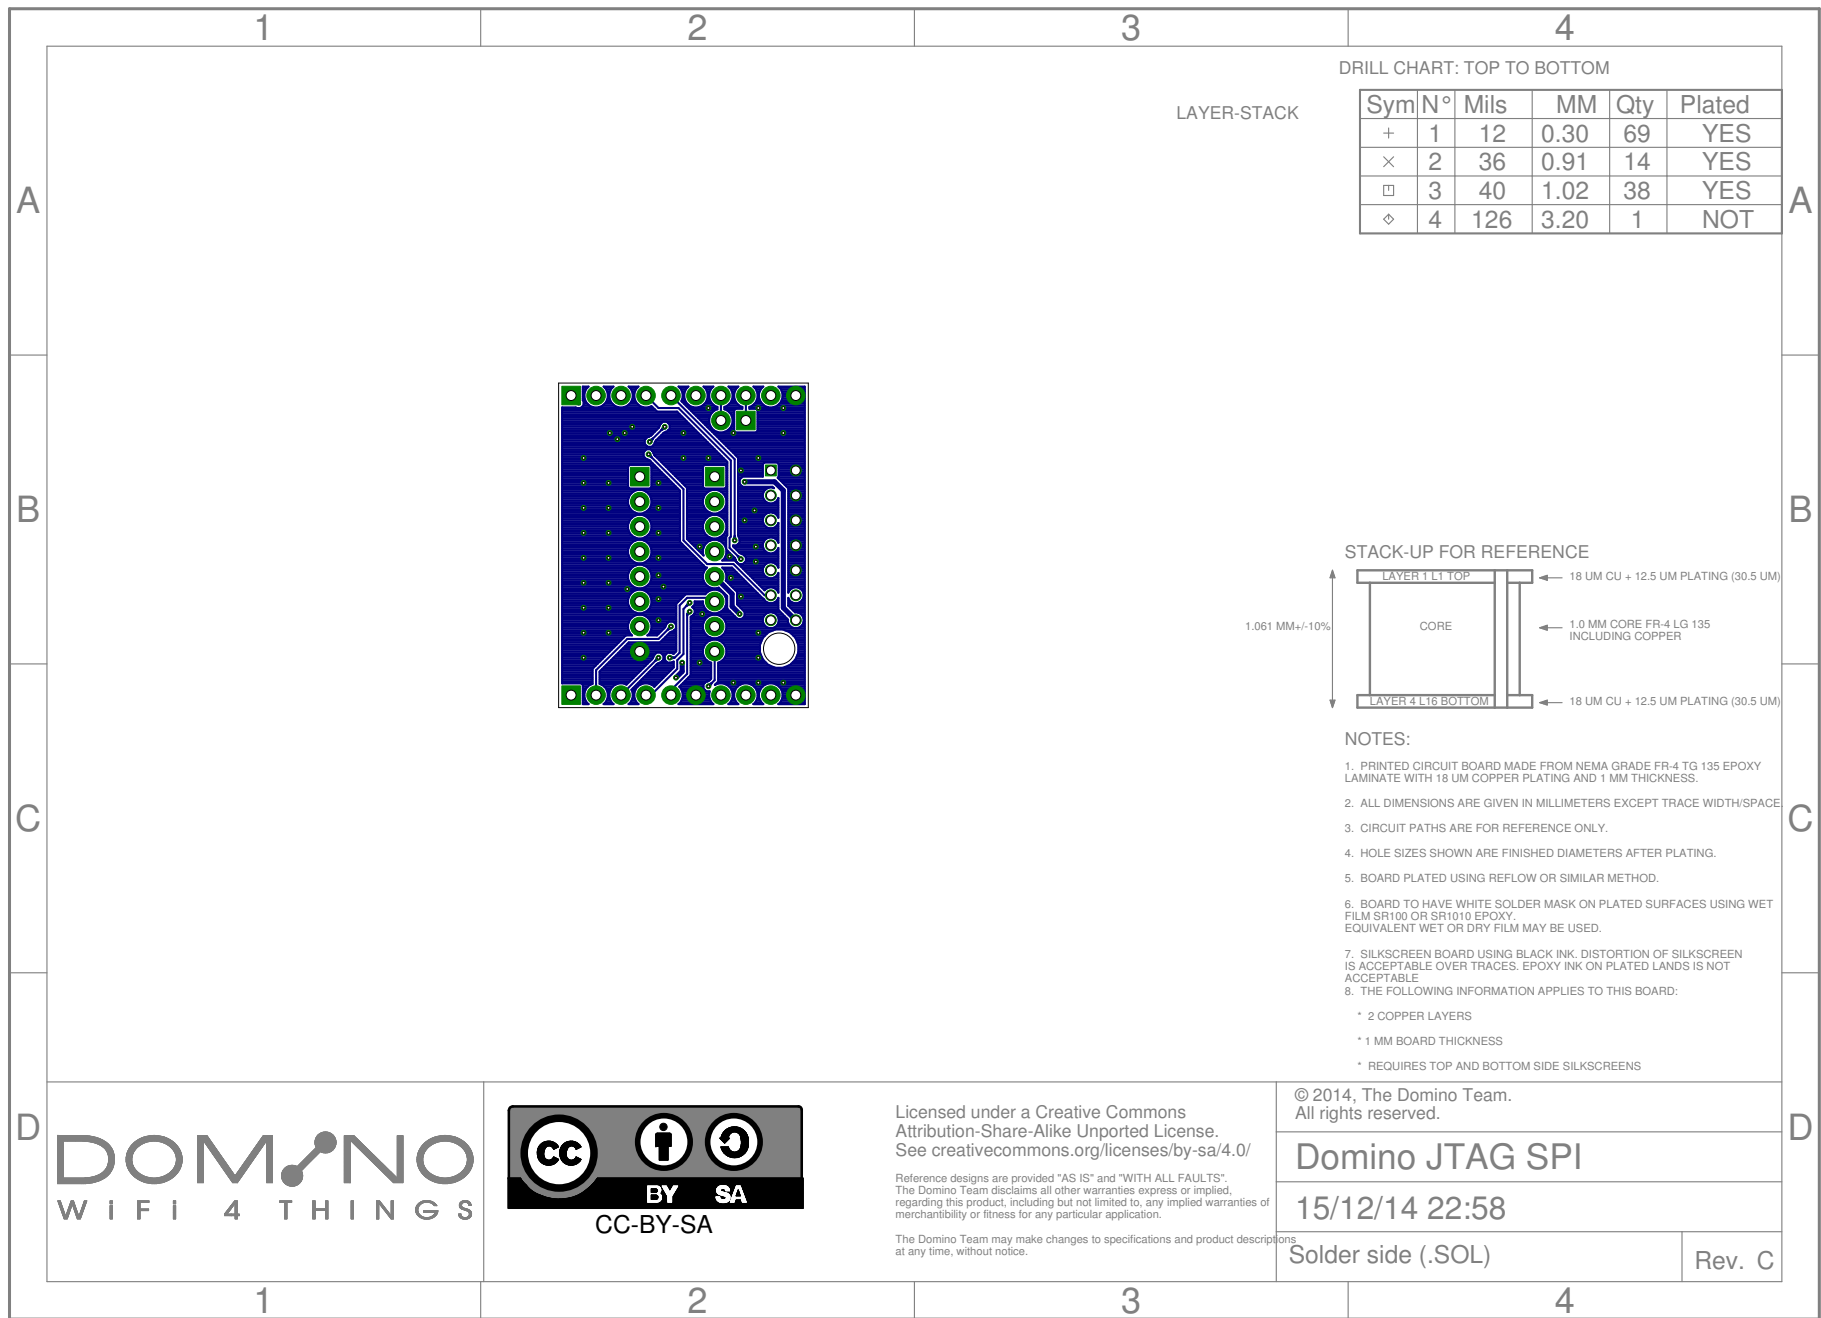 1 2 3 4
DRILL CHART: TOP TO BOTTOM
LAYER-STACK
Sym N° Mils MM Qty Plated
+ 1 12 0.30 69 YES
× 2 36 0.91 14 YES
3 40 1.02 38 YES
4 126 3.20 1 NOT
A A
B B
STACK-UP FOR REFERENCE
LAYER 1 L1 TOP
18 UM CU + 12.5 UM PLATING (30.5 UM)
1.061 MM+/-10%
CORE
1.0 MM CORE FR-4 LG 135
INCLUDING COPPER
LAYER 4 L16 BOTTOM
18 UM CU + 12.5 UM PLATING (30.5 UM)
NOTES:
1. PRINTED CIRCUIT BOARD MADE FROM NEMA GRADE FR-4 TG 135 EPOXY
LAMINATE WITH 18 UM COPPER PLATING AND 1 MM THICKNESS.
2. ALL DIMENSIONS ARE GIVEN IN MILLIMETERS EXCEPT TRACE WIDTH/SPACE
C C
3. CIRCUIT PATHS ARE FOR REFERENCE ONLY.
4. HOLE SIZES SHOWN ARE FINISHED DIAMETERS AFTER PLATING.
5. BOARD PLATED USING REFLOW OR SIMILAR METHOD.
6. BOARD TO HAVE WHITE SOLDER MASK ON PLATED SURFACES USING WET
FILM SR100 OR SR1010 EPOXY.
EQUIVALENT WET OR DRY FILM MAY BE USED.
7. SILKSCREEN BOARD USING BLACK INK. DISTORTION OF SILKSCREEN
IS ACCEPTABLE OVER TRACES. EPOXY INK ON PLATED LANDS IS NOT
ACCEPTABLE
8. THE FOLLOWING INFORMATION APPLIES TO THIS BOARD:
* 2 COPPER LAYERS
* 1 MM BOARD THICKNESS
* REQUIRES TOP AND BOTTOM SIDE SILKSCREENS
D D
DOMINO
WiFi 4 THINGS
cc
BY SA
CC-BY-SA
Licensed under a Creative Commons
Attribution-Share-Alike Unported License.
See creativecommons.org/licenses/by-sa/4.0/
Reference designs are provided "AS IS" and "WITH ALL FAULTS".
The Domino Team disclaims all other warranties express or implied,
regarding this product, including but not limited to, any implied warranties of
merchantibility or fitness for any particular application.
The Domino Team may make changes to specifications and product descriptions
at any time, without notice.
© 2014, The Domino Team.
All rights reserved.
Domino JTAG SPI
15/12/14 22:58
Solder side (.SOL)
Rev. C
1 2 3 4